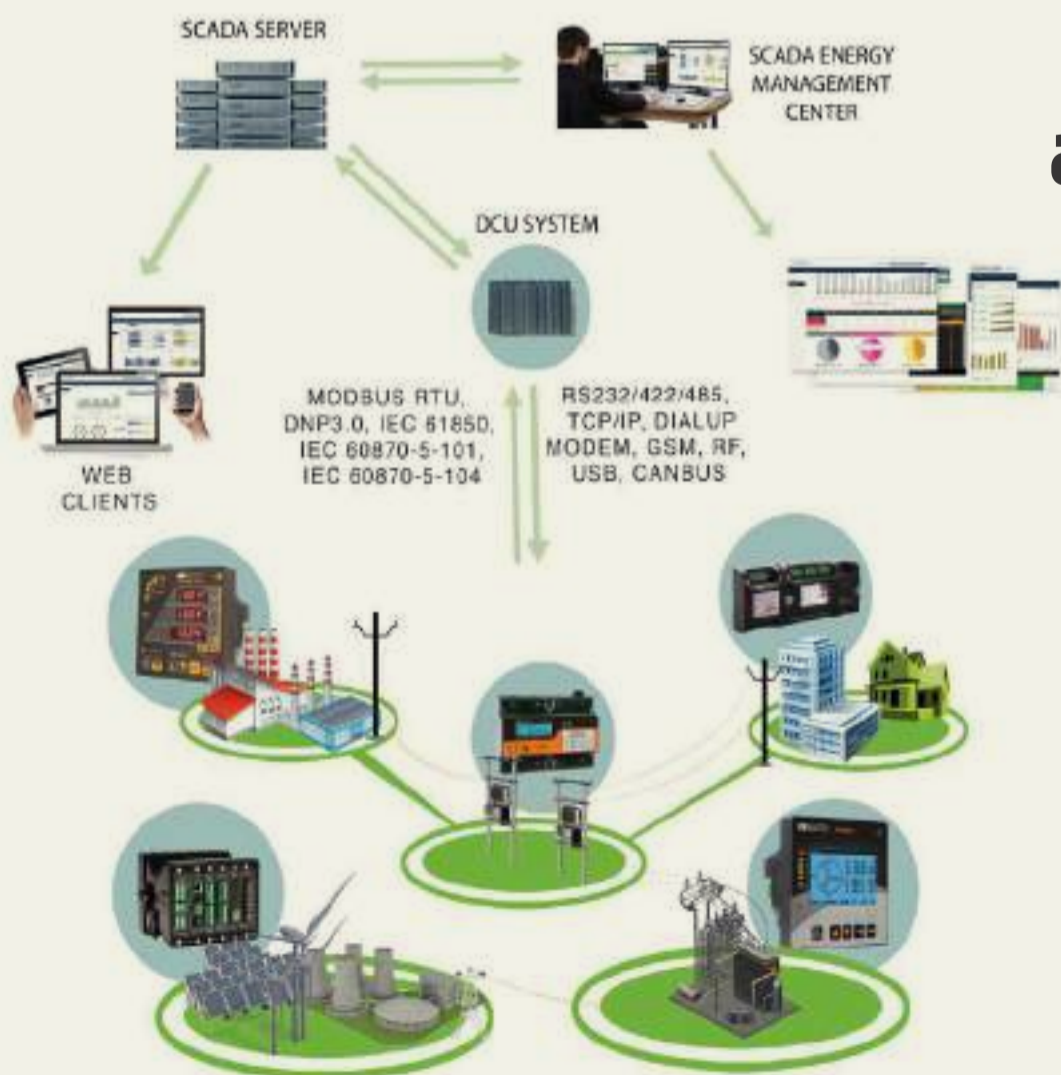 SCADA SERVER
SCADA ENERGY
MANAGEMENT
CENTER
DCU SYSTEM
MODBUS RTU,
DNP3.0, IEC 61850,
IEC 60870-5-101,
IEC 60870-5-104
RS232/422/485,
TCP/IP, DIALUP
MODEM, GSM, RF,
USB, CANBUS
WEB
CLIENTS